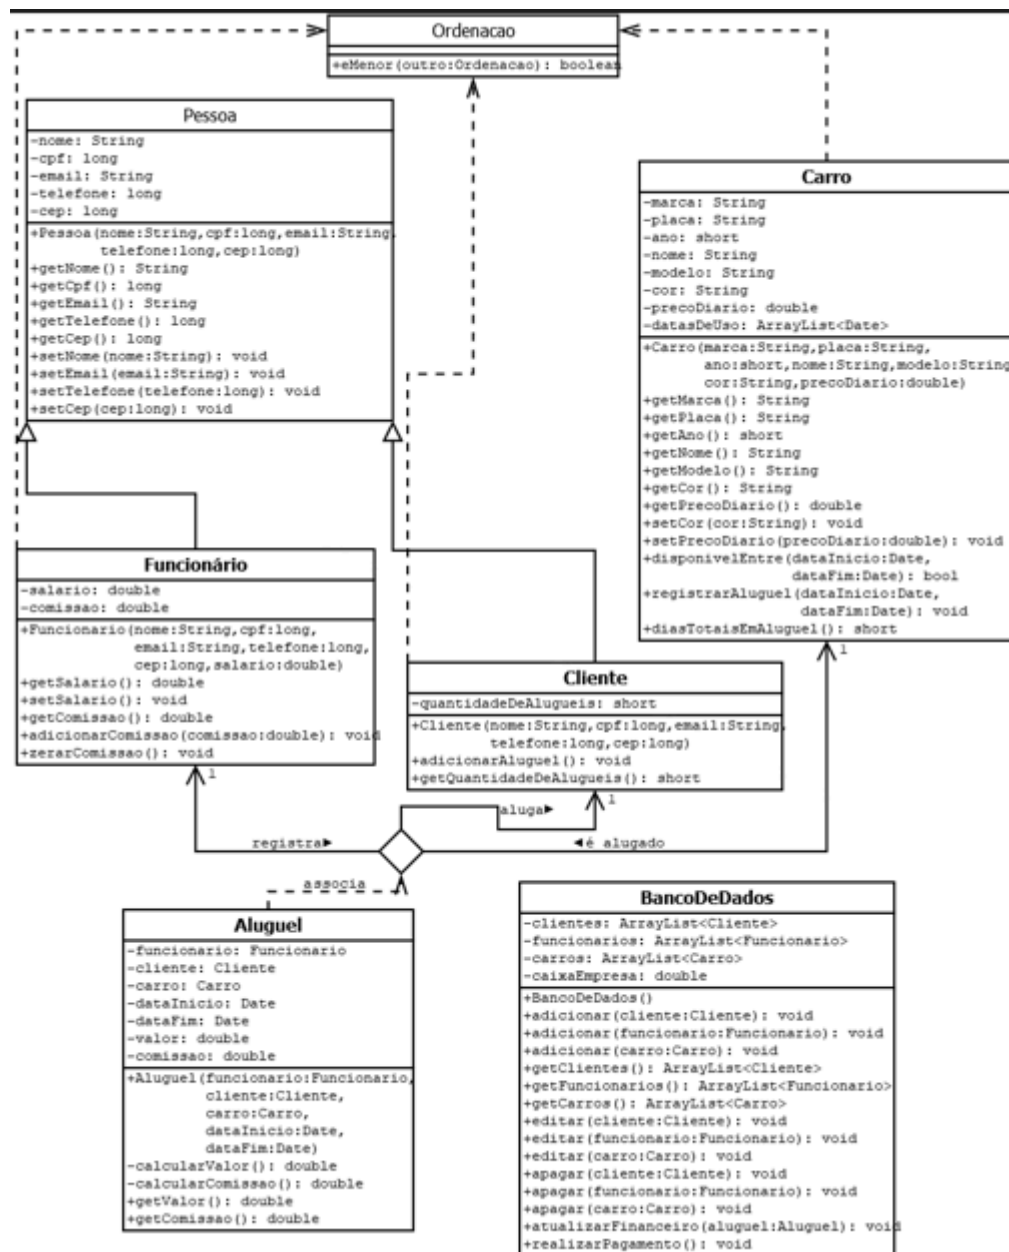 Ordenacao
+eMenor(outro:Ordenacao): boolean
Pessoa
-nome: String
-cpf: long
-email: String
-telefone: long
-cep: long
+Pessoa(nome:String,cpf:long,email:String,
telefone:long,cep:long)
+getNome(): String
+getCpf(): long
+getEmail(): String
+getTelefone(): long
+getCep(): long
+setNome(nome:String): void
+setEmail(email:String): void
+setTelefone(telefone:long): void
+setCep(cep:long): void
Carro
-marca: String
-placa: String
-ano: short
-nome: String
-modelo: String
-cor: String
-precoDiario: double
-datasDeUso: ArrayList<Date>
+Carro(marca:String,placa:String,
ano:short,nome:String,modelo:String
cor:String,precoDiario:double)
+getMarca(): String
+getPlaca(): String
+getAno(): short
+getNome(): String
+getModelo(): String
+getCor(): String
+getPrecoDiario(): double
+setCor(cor:String): void
+setPrecoDiario(precoDiario:double): void
+disponivelEntre(dataInicio:Date,
dataFim:Date): bool
+registrarAluguel(dataInicio:Date,
dataFim:Date): void
+diasTotaisEmAluguel(): short
1
Funcionário
-salario: double
-comissao: double
+Funcionario(nome:String,cpf:long,
email:String,telefone:long,
cep:long,salario:double)
+getSalario(): double
+setSalario(): void
+getComissao(): double
+adicionarComissao(comissao:double): void
+zerarComissao(): void
1
Cliente
-quantidadeDeAlugueis: short
+Cliente(nome:String,cpf:long,email:String,
telefone:long,cep:long)
+adicionarAluguel(): void
+getQuantidadeDeAlugueis(): short
1
aluga►
registra►
◄é alugado
associa
Aluguel
-funcionario: Funcionario
-cliente: Cliente
-carro: Carro
-dataInicio: Date
-dataFim: Date
-valor: double
-comissao: double
+Aluguel(funcionario:Funcionario,
cliente:Cliente,
carro:Carro,
dataInicio:Date,
dataFim:Date)
-calcularValor(): double
-calcularComissao(): double
+getValor(): double
+getComissao(): double
BancoDeDados
-clientes: ArrayList<Cliente>
-funcionarios: ArrayList<Funcionario>
-carros: ArrayList<Carro>
-caixaEmpresa: double
+BancoDeDados()
+adicionar(cliente:Cliente): void
+adicionar(funcionario:Funcionario): void
+adicionar(carro:Carro): void
+getClientes(): ArrayList<Cliente>
+getFuncionarios(): ArrayList<Funcionario>
+getCarros(): ArrayList<Carro>
+editar(cliente:Cliente): void
+editar(funcionario:Funcionario): void
+editar(carro:Carro): void
+apagar(cliente:Cliente): void
+apagar(funcionario:Funcionario): void
+apagar(carro:Carro): void
+atualizarFinanceiro(aluguel:Aluguel): void
+realizarPagamento(): void